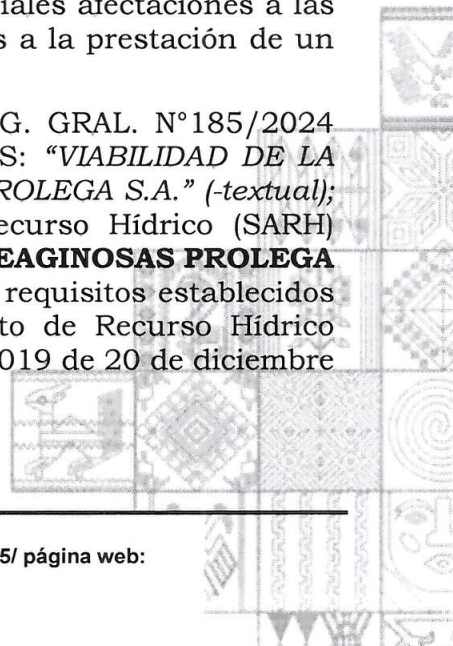 iales afectaciones a las
s a la prestación de un
G. GRAL. N°185/2024
S: “VIABILIDAD DE LA
ROLEGA S.A.” (-textual);
ecurso Hídrico (SARH)
EAGINOSAS PROLEGA
requisitos establecidos
to de Recurso Hídrico
019 de 20 de diciembre
5/ página web: